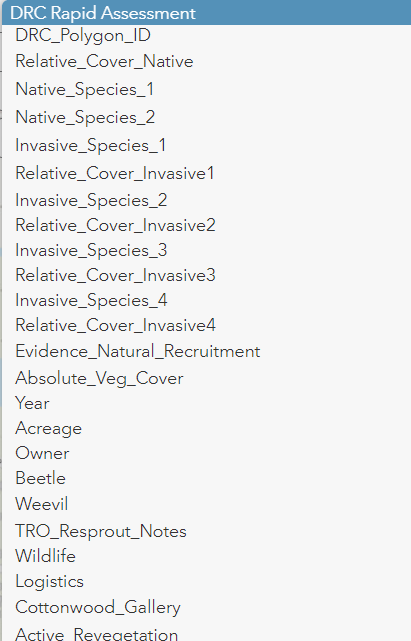 DRC Rapid Assessment
DRC_Polygon_ID
Relative_Cover_Native
Native_Species_1
Native_Species_2
Invasive_Species_1
Relative_Cover_Invasive1
Invasive_Species_2
Relative_Cover_Invasive2
Invasive_Species_3
Relative_Cover_Invasive3
Invasive_Species_4
Relative_Cover_Invasive4
Evidence_Natural_Recruitment
Absolute_Veg_Cover
Year
Acreage
Owner
Beetle
Weevil
TRO_Resprout_Notes
Wildlife
Logistics
Cottonwood_Gallery
Active_Revegetation